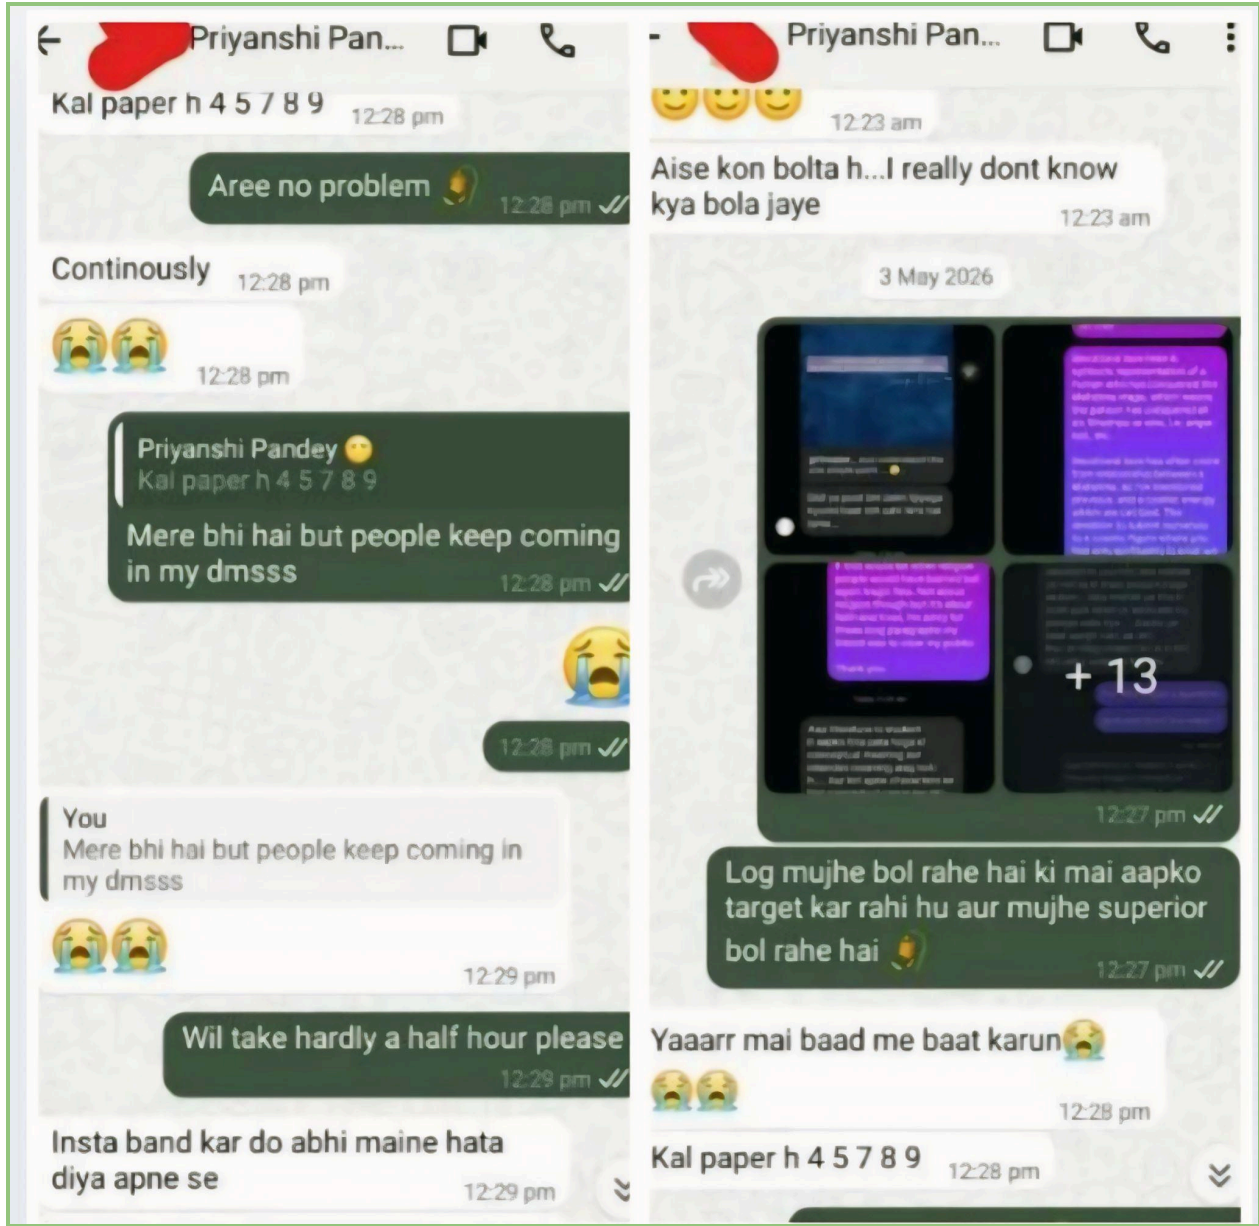 Priyanshi Pan...
Kal paper h 4 5 7 8 9
12:28 pm
Aree no problem
12:28 pm
Continously
12:28 pm
😭😭
12:28 pm
Priyanshi Pandey 😶
Kal paper h 4 5 7 8 9
Mere bhi hai but people keep coming
in my dmsss
12:28 pm
😭
12:28 pm
You
Mere bhi hai but people keep coming in
my dmsss
😭😭
12:29 pm
Wil take hardly a half hour please
12:29 pm
Insta band kar do abhi maine hata
diya apne se
12:29 pm
Priyanshi Pan...
🙂🙂🙂
12:23 am
Aise kon bolta h...I really dont know
kya bola jaye
12:23 am
3 May 2026
+ 13
12:27 pm
Log mujhe bol rahe hai ki mai aapko
target kar rahi hu aur mujhe superior
bol rahe hai
12:27 pm
Yaaarr mai baad me baat karun😭
😭😭
12:28 pm
Kal paper h 4 5 7 8 9
12:28 pm